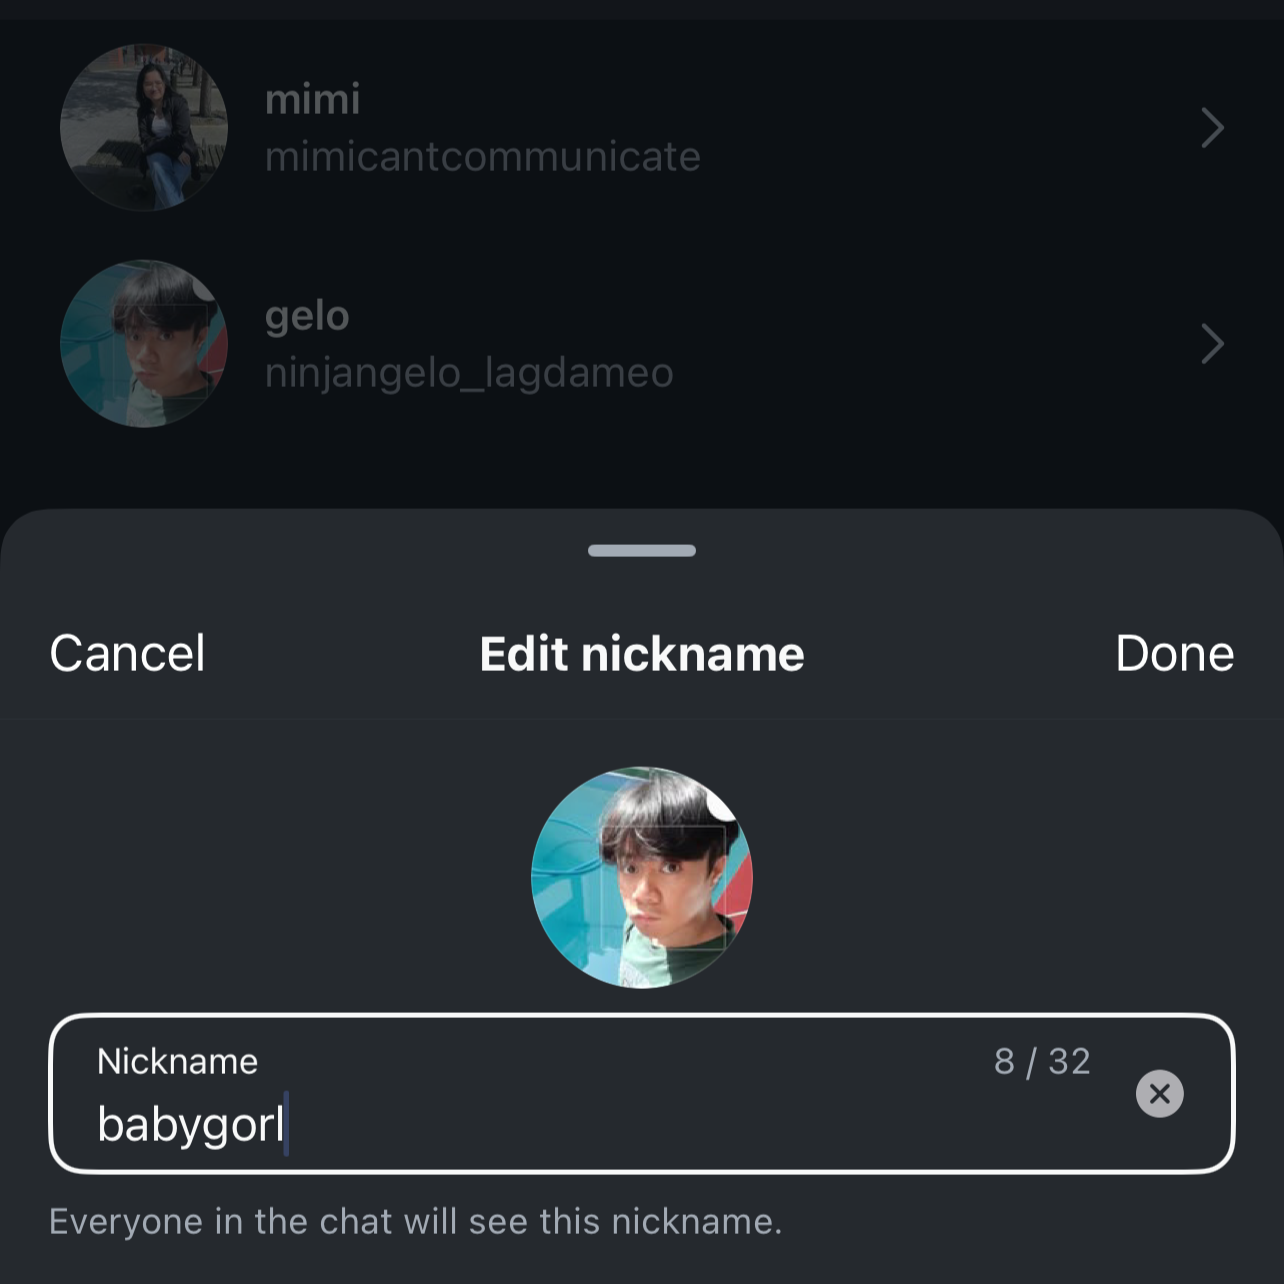 mimi
mimicantcommunicate
gelo
ninjangelo_lagdameo
Cancel
Edit nickname
Done
Nickname
8 / 32
babygorl
Everyone in the chat will see this nickname.